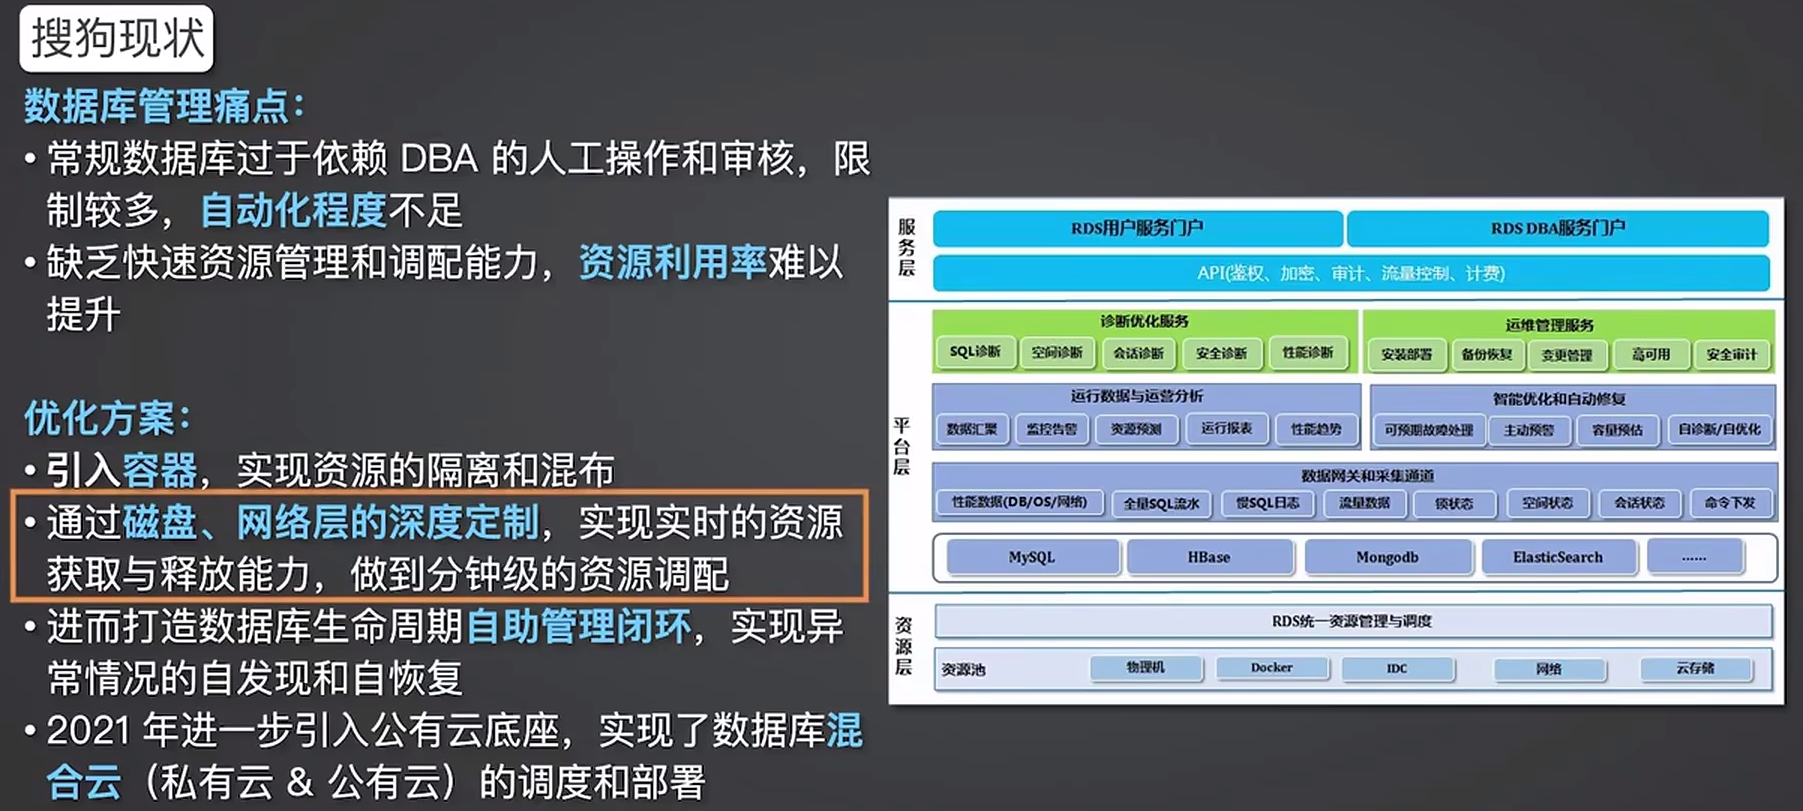 搜狗现状
数据库管理痛点：
• 常规数据库过于依赖 DBA 的人工操作和审核，限
制较多，自动化程度不足
• 缺乏快速资源管理和调配能力，资源利用率难以
提升
优化方案：
• 引入容器，实现资源的隔离和混布
• 通过磁盘、网络层的深度定制，实现实时的资源
获取与释放能力，做到分钟级的资源调配
• 进而打造数据库生命周期自助管理闭环，实现异
常情况的自发现和自恢复
• 2021 年进一步引入公有云底座，实现了数据库混
合云（私有云 & 公有云）的调度和部署
服务层
RDS用户服务门户
RDS DBA服务门户
API(鉴权、加密、审计、流量控制、计费)
平台层
诊断优化服务
SQL诊断 空间诊断 会话诊断 安全诊断 性能诊断
运维管理服务
安装部署 备份恢复 变更管理 高可用 安全审计
运行数据与运营分析
数据汇聚 监控告警 资源预测 运行报表 性能趋势
智能优化和自动修复
可预期故障处理 主动预警 容量预估 自诊断/自优化
数据网关和采集通道
性能数据(DB/OS/网络) 全量SQL流水 慢SQL日志 流量数据 锁状态 空间状态 会话状态 命令下发
MySQL HBase Mongodb ElasticSearch ......
资源层
RDS统一资源管理与调度
资源池 物理机 Docker IDC 网络 云存储